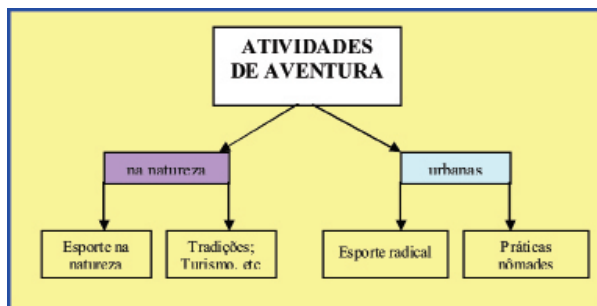 ATIVIDADES
DE AVENTURA
na natureza
urbanas
Esporte na
natureza
Tradições;
Turismo. etc
Esporte radical
Práticas
nômades